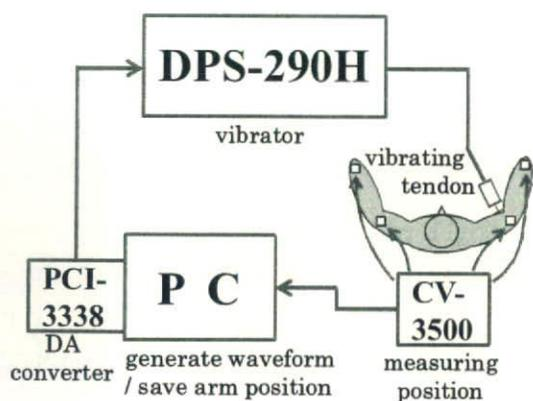 DPS-290H
vibrator
vibrating
tendon
PCI-
3338
DA
converter
P C
generate waveform
/ save arm position
CV-
3500
measuring
position